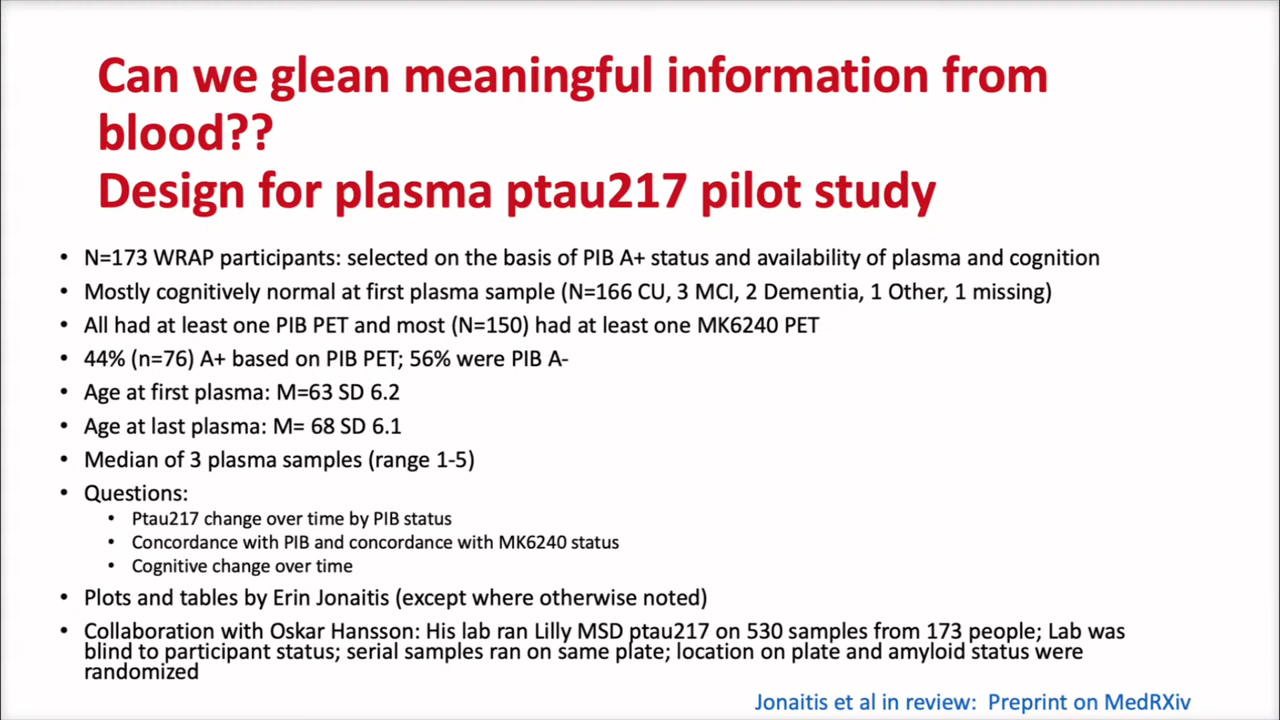 Can we glean meaningful information from
blood??
Design for plasma ptau217 pilot study
• N=173 WRAP participants: selected on the basis of PIB A+ status and availability of plasma and cognition
• Mostly cognitively normal at first plasma sample (N=166 CU, 3 MCI, 2 Dementia, 1 Other, 1 missing)
• All had at least one PIB PET and most (N=150) had at least one MK6240 PET
• 44% (n=76) A+ based on PIB PET; 56% were PIB A-
• Age at first plasma: M=63 SD 6.2
• Age at last plasma: M= 68 SD 6.1
• Median of 3 plasma samples (range 1-5)
• Questions:
• Ptau217 change over time by PIB status
• Concordance with PIB and concordance with MK6240 status
• Cognitive change over time
• Plots and tables by Erin Jonaitis (except where otherwise noted)
• Collaboration with Oskar Hansson: His lab ran Lilly MSD ptau217 on 530 samples from 173 people; Lab was
blind to participant status; serial samples ran on same plate; location on plate and amyloid status were
randomized
Jonaitis et al in review: Preprint on MedRXiv